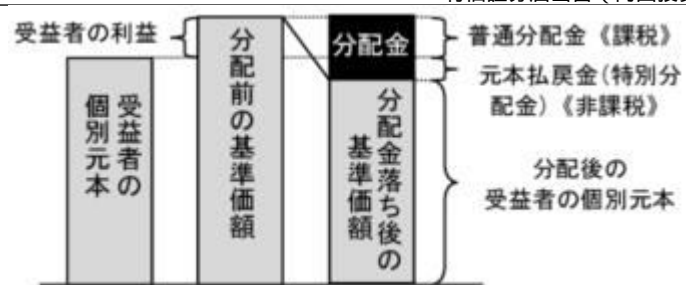 受益者の利益
受益者の
個別元本
分配前の基準価額
分配金
分配金落ち後の
基準価額
普通分配金《課税》
元本払戻金(特別分
配金)《非課税》
分配後の
受益者の個別元本